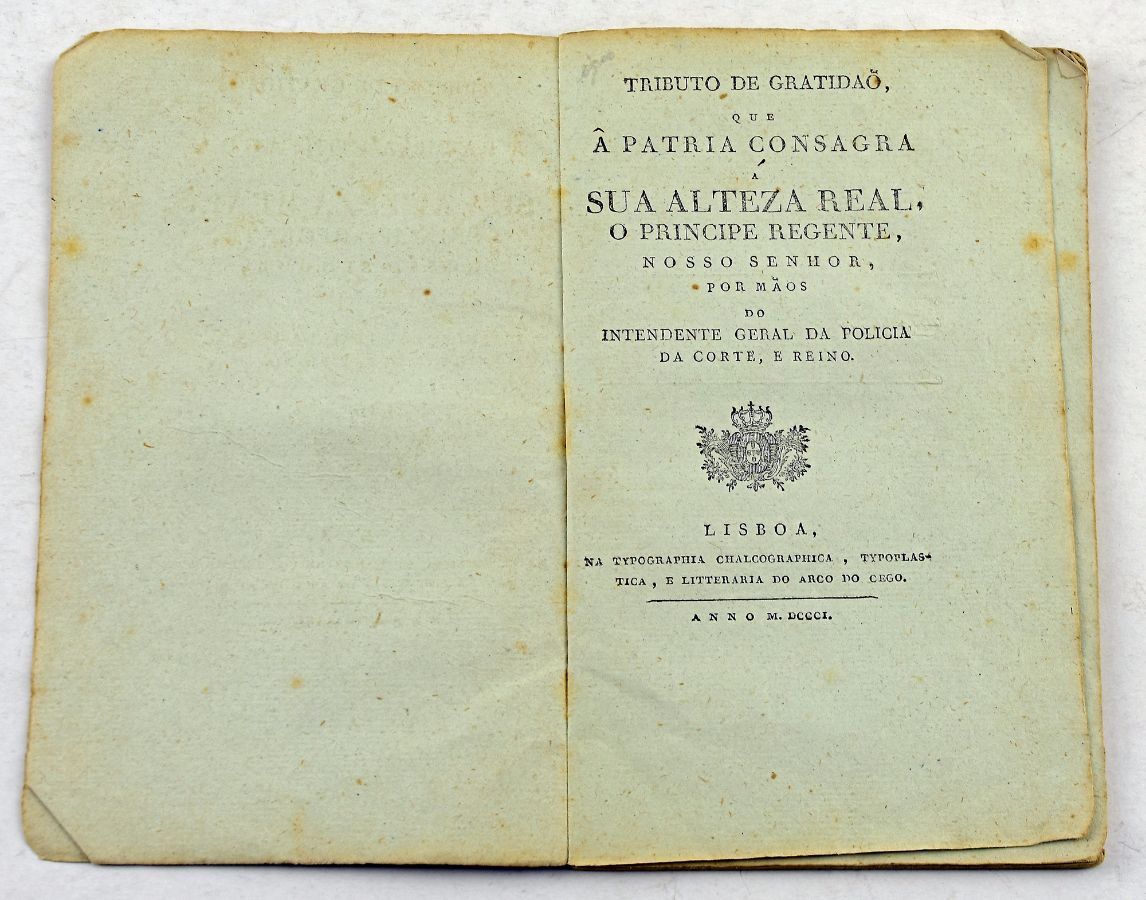 TRIBUTO DE GRATIDAÕ,
QUE
Â PATRIA CONSAGRA
Á
SUA ALTEZA REAL,
O PRINCIPE REGENTE,
NOSSO SENHOR,
POR MÃOS
DO
INTENDENTE GERAL DA POLICIA
DA CORTE, E REINO.
LISBOA,
NA TYPOGRAPHIA CHALCOGRAPHICA, TYPOPLAS-
TICA, E LITTERARIA DO ARCO DO CEGO.
ANNO M. DCCCI.